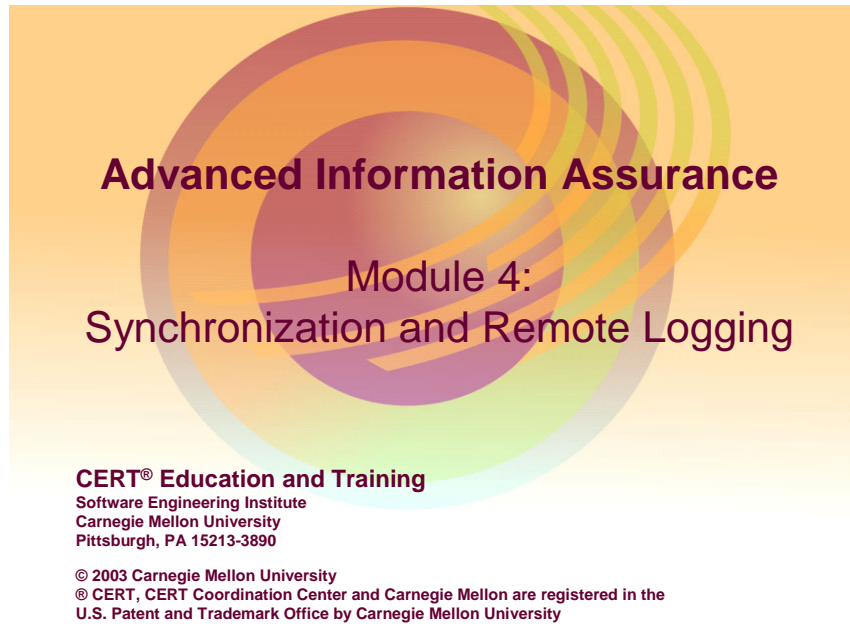 Advanced Information Assurance
Module 4:
Synchronization and Remote Logging
CERT® Education and Training
Software Engineering Institute
Carnegie Mellon University
Pittsburgh, PA 15213-3890
© 2003 Carnegie Mellon University
® CERT, CERT Coordination Center and Carnegie Mellon are registered in the
U.S. Patent and Trademark Office by Carnegie Mellon University